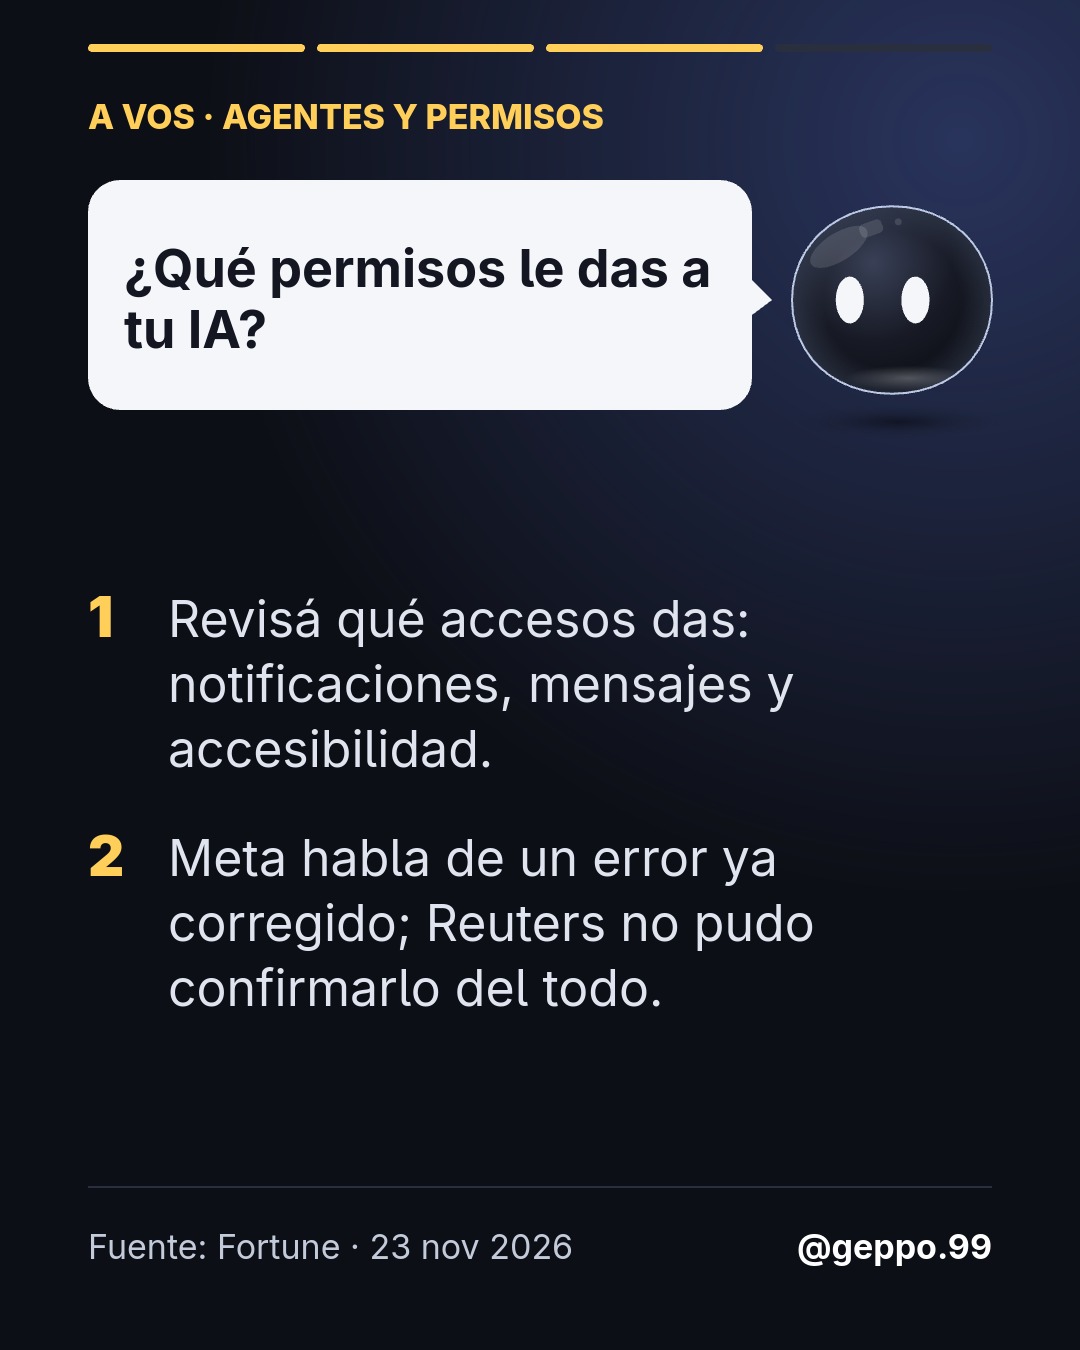 A VOS · AGENTES Y PERMISOS
¿Qué permisos le das a
tu IA?
1 Revisá qué accesos das:
notificaciones, mensajes y
accesibilidad.
2 Meta habla de un error ya
corregido; Reuters no pudo
confirmarlo del todo.
Fuente: Fortune · 23 nov 2026
@geppo.99